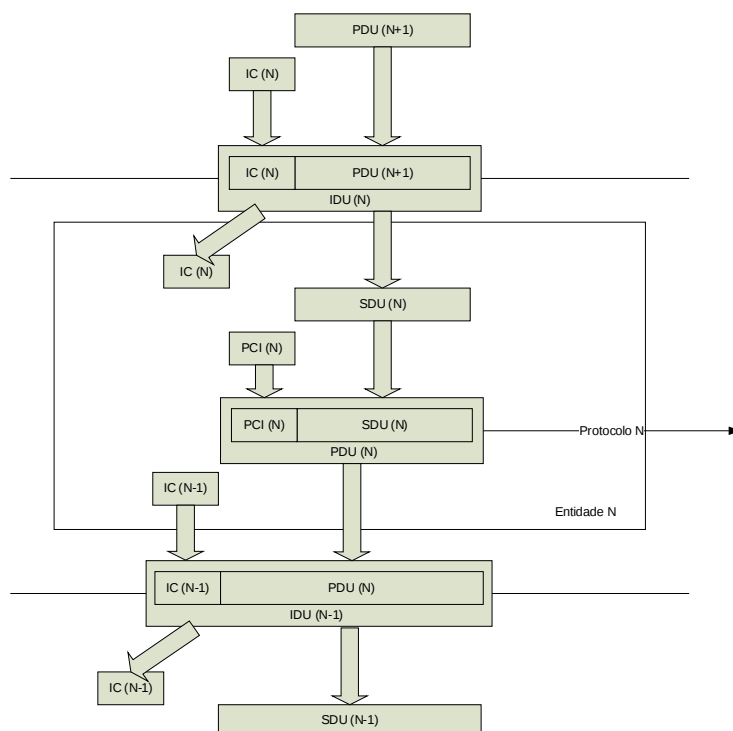 PDU (N+1)
IC (N)
IC (N)
PDU (N+1)
IDU (N)
IC (N)
SDU (N)
PCI (N)
PCI (N)
SDU (N)
Protocolo N
PDU (N)
IC (N-1)
Entidade N
IC (N-1)
PDU (N)
IDU (N-1)
IC (N-1)
SDU (N-1)